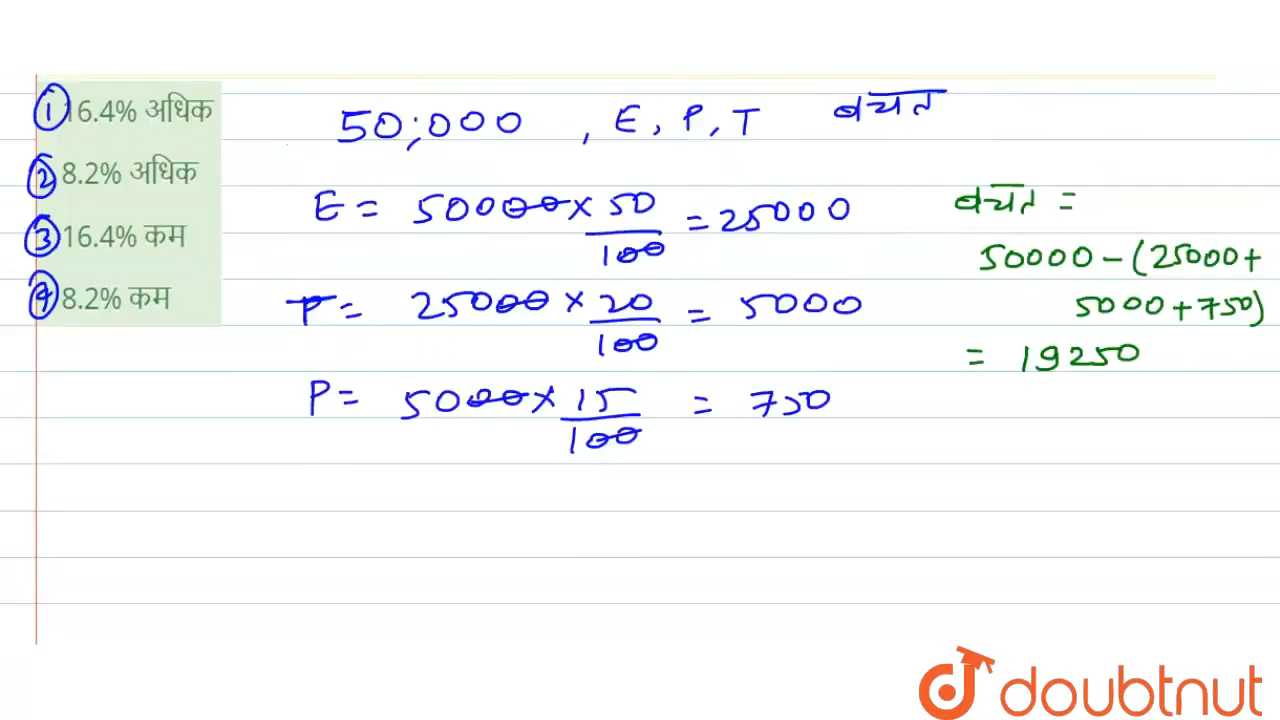 ① 16.4% अधिक
② 8.2% अधिक
③ 16.4% कम
④ 8.2% कम
50,000 , E, P, T बचत
E = 50000 × 50/100 = 25000
T = 25000 × 20/100 = 5000
P = 5000 × 15/100 = 750
बचत =
50000 - (25000 +
5000 + 750)
= 19250
doubtnut